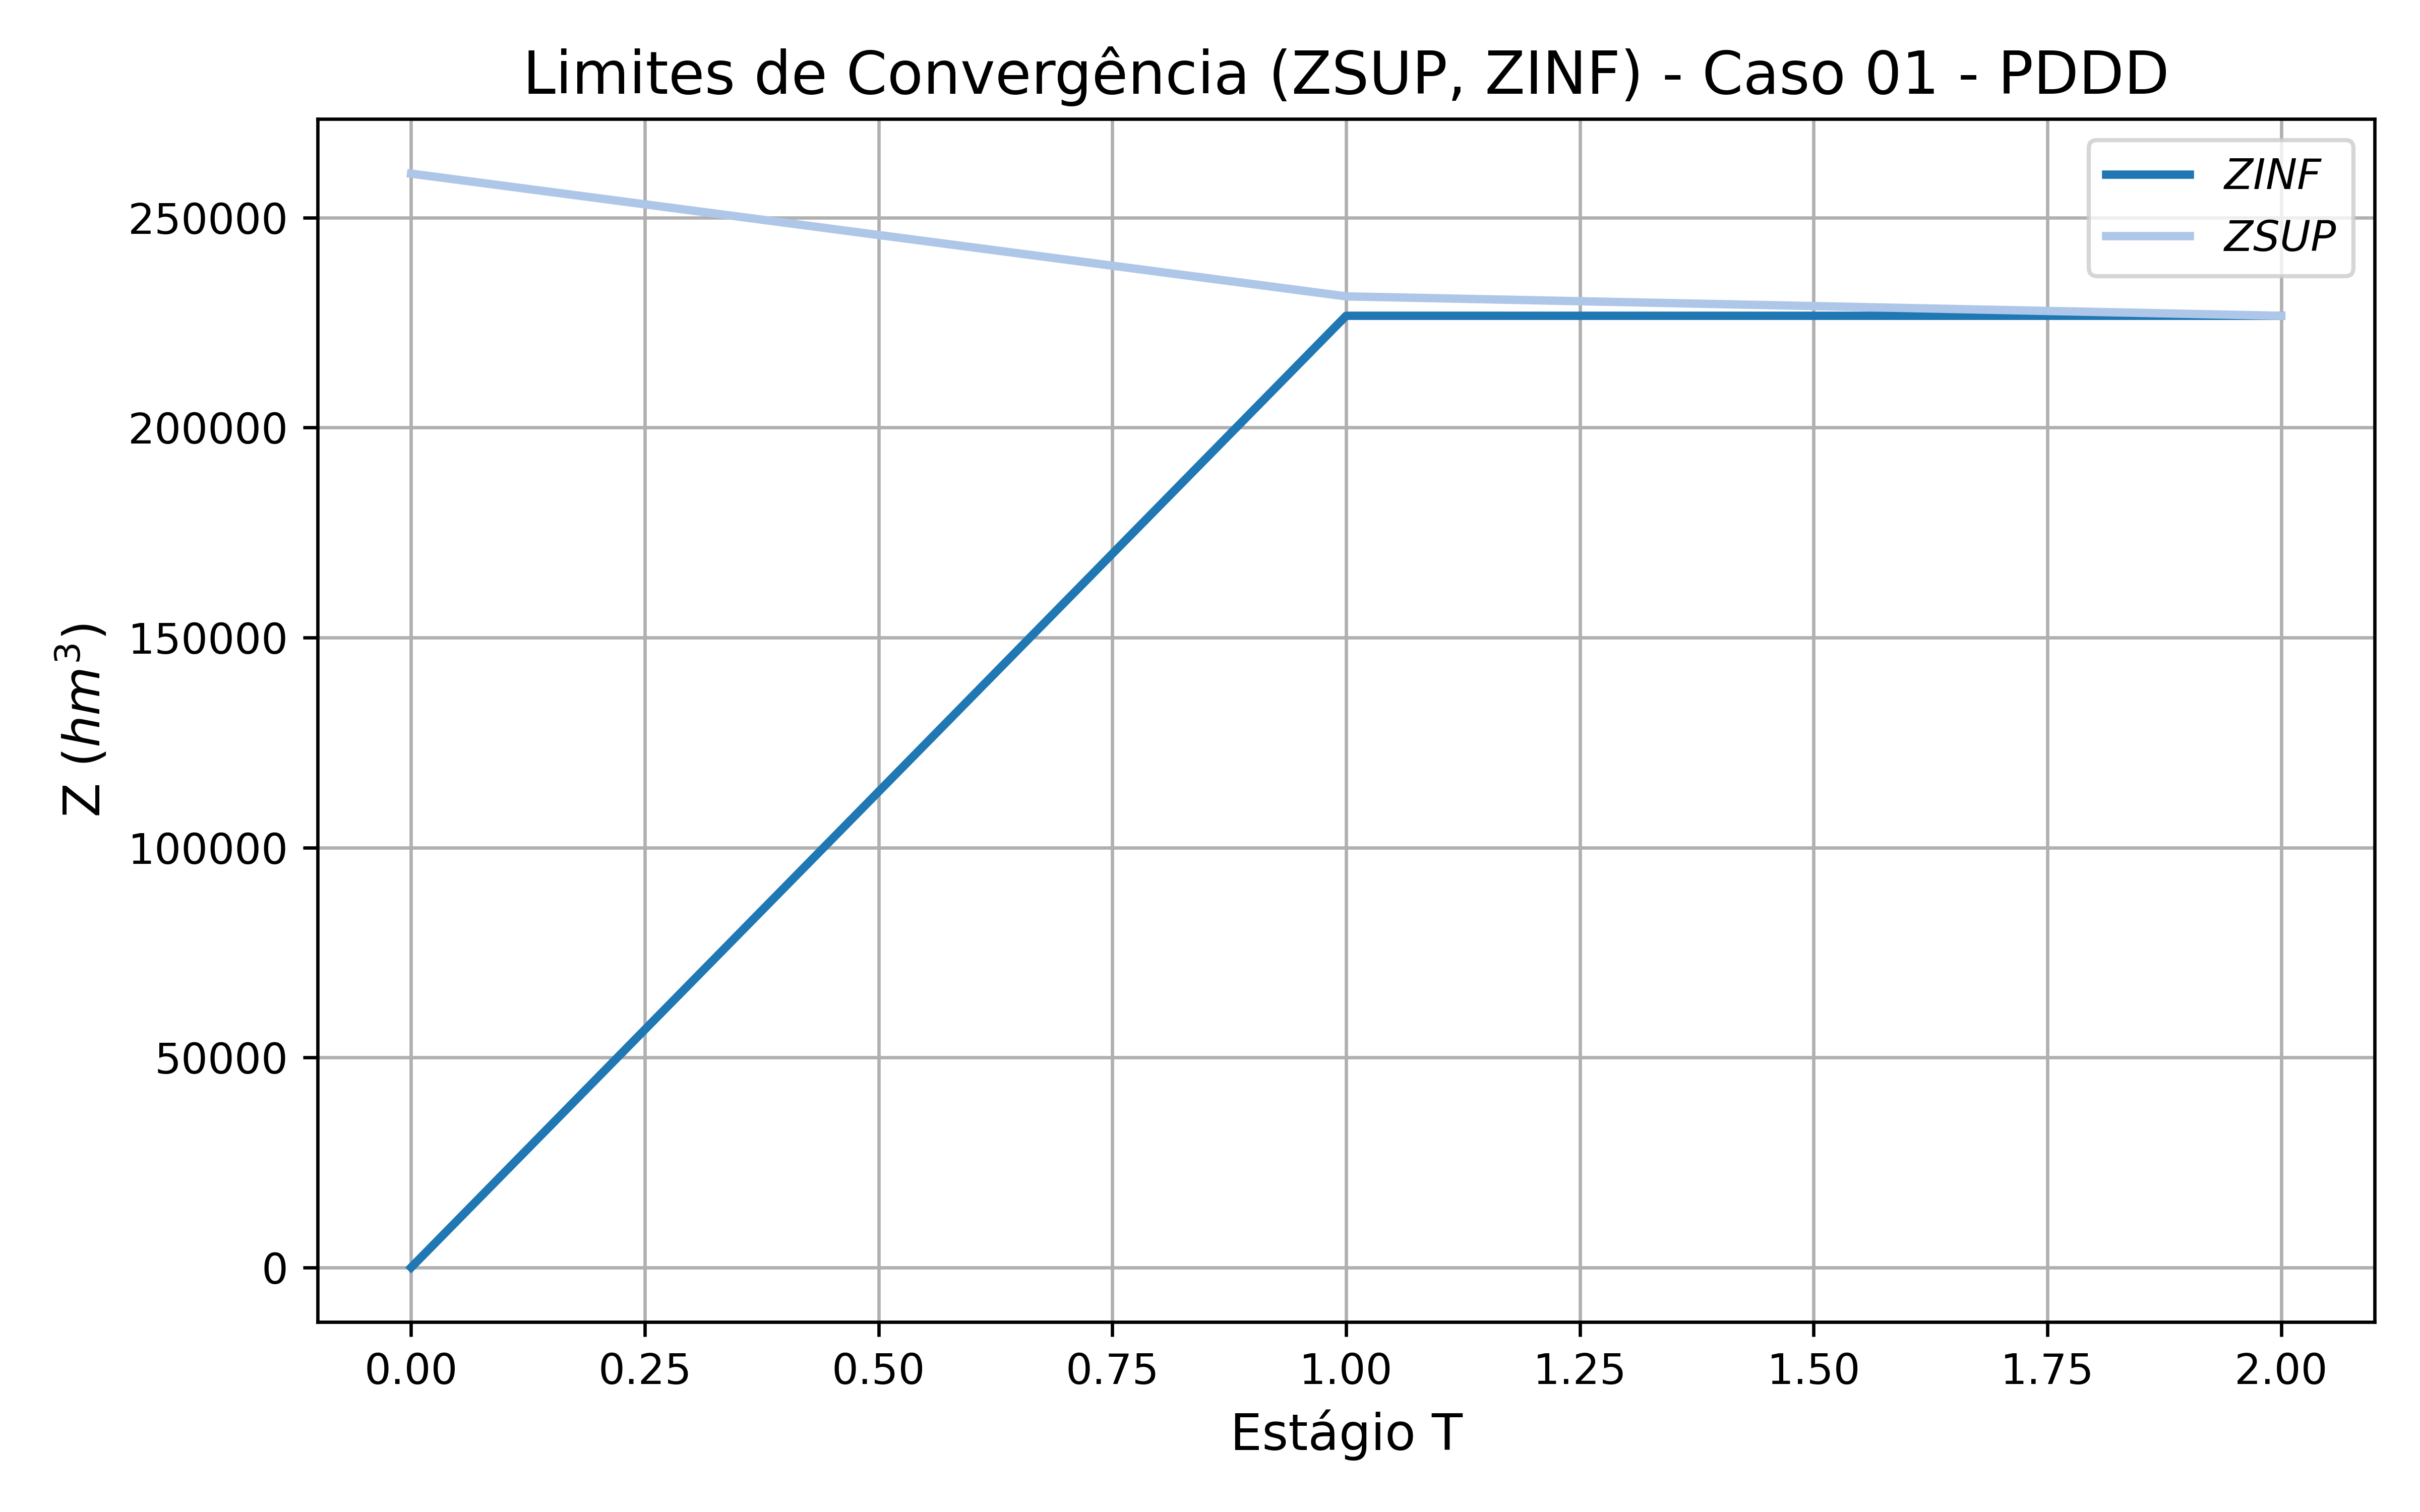 Limites de Convergência (ZSUP, ZINF) - Caso 01 - PDDD
ZINF
ZSUP
Z (hm³)
250000
200000
150000
100000
50000
0
0.00 0.25 0.50 0.75 1.00 1.25 1.50 1.75 2.00
Estágio T